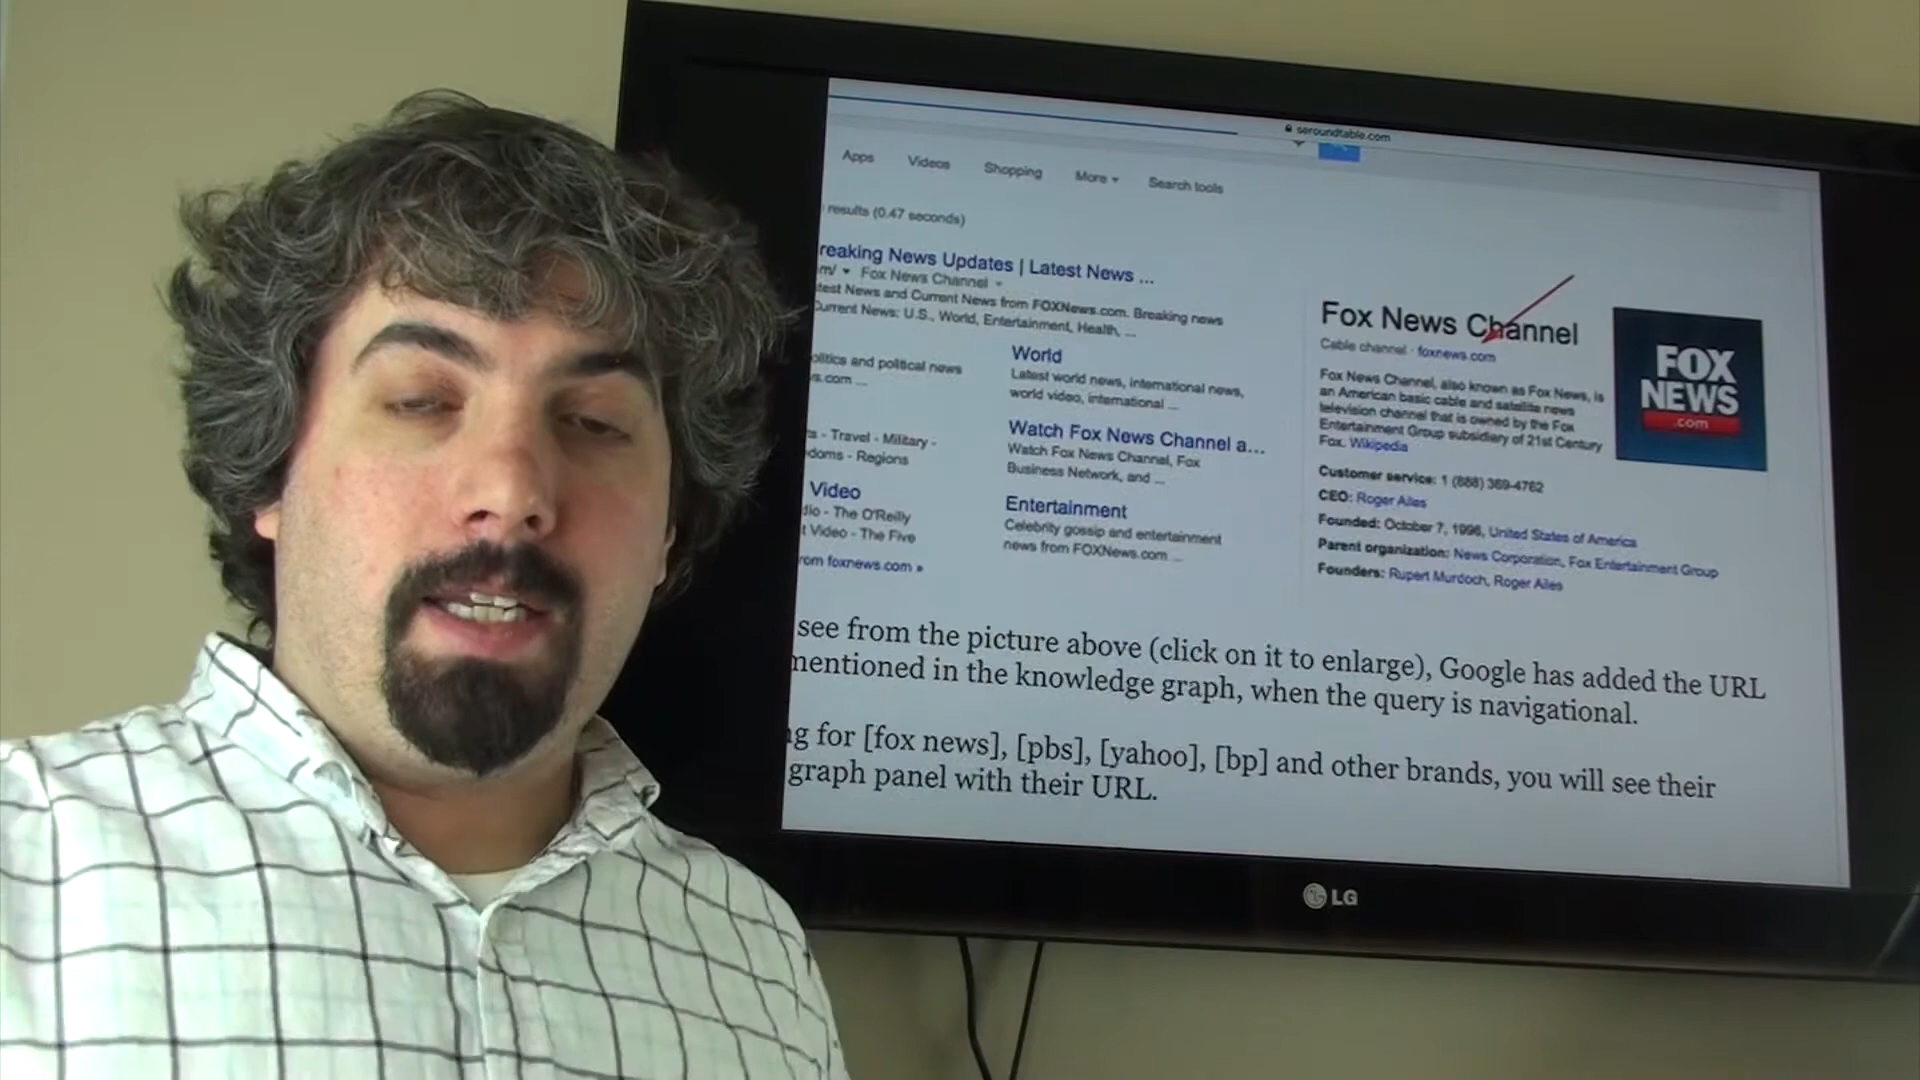 seroundtable.com
Apps Videos Shopping More Search tools
results (0.47 seconds)
reaking News Updates | Latest News ...
m/ Fox News Channel
test News and Current News from FOXNews.com. Breaking news
Current News: U.S., World, Entertainment, Health, ...
olitics and political news
s.com ...
World
Latest world news, international news,
world video, international ...
- Travel - Military -
doms - Regions
Watch Fox News Channel a...
Watch Fox News Channel, Fox
Business Network, and ...
Video
dio - The O'Reilly
t Video - The Five
Entertainment
Celebrity gossip and entertainment
news from FOXNews.com ...
rom foxnews.com »
Fox News Channel
Cable channel · foxnews.com
Fox News Channel, also known as Fox News, is
an American basic cable and satellite news
television channel that is owned by the Fox
Entertainment Group subsidiary of 21st Century
Fox. Wikipedia
Customer service: 1 (888) 369-4762
CEO: Roger Ailes
Founded: October 7, 1996, United States of America
Parent organization: News Corporation, Fox Entertainment Group
Founders: Rupert Murdoch, Roger Ailes
FOX
NEWS
.com
see from the picture above (click on it to enlarge), Google has added the URL
mentioned in the knowledge graph, when the query is navigational.
g for [fox news], [pbs], [yahoo], [bp] and other brands, you will see their
graph panel with their URL.
LG